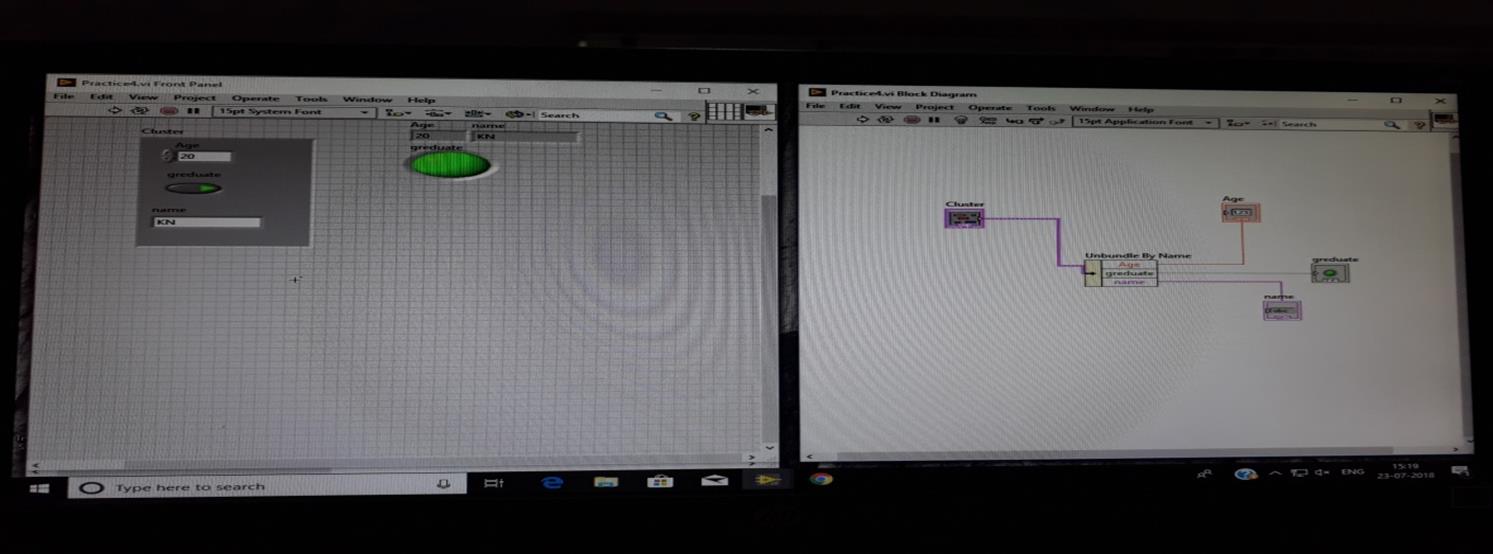 Practice4.vi Front Panel
File Edit View Project Operate Tools Window Help
15pt System Font
Search
?
Cluster
Age
20
greduate
name
KN
Age
20
name
KN
greduate
Practice4.vi Block Diagram
File Edit View Project Operate Tools Window Help
15pt Application Font
Search
?
Cluster
Unbundle By Name
Age
greduate
name
Age
1.23
greduate
name
Type here to search
ENG
15:19
23-07-2018